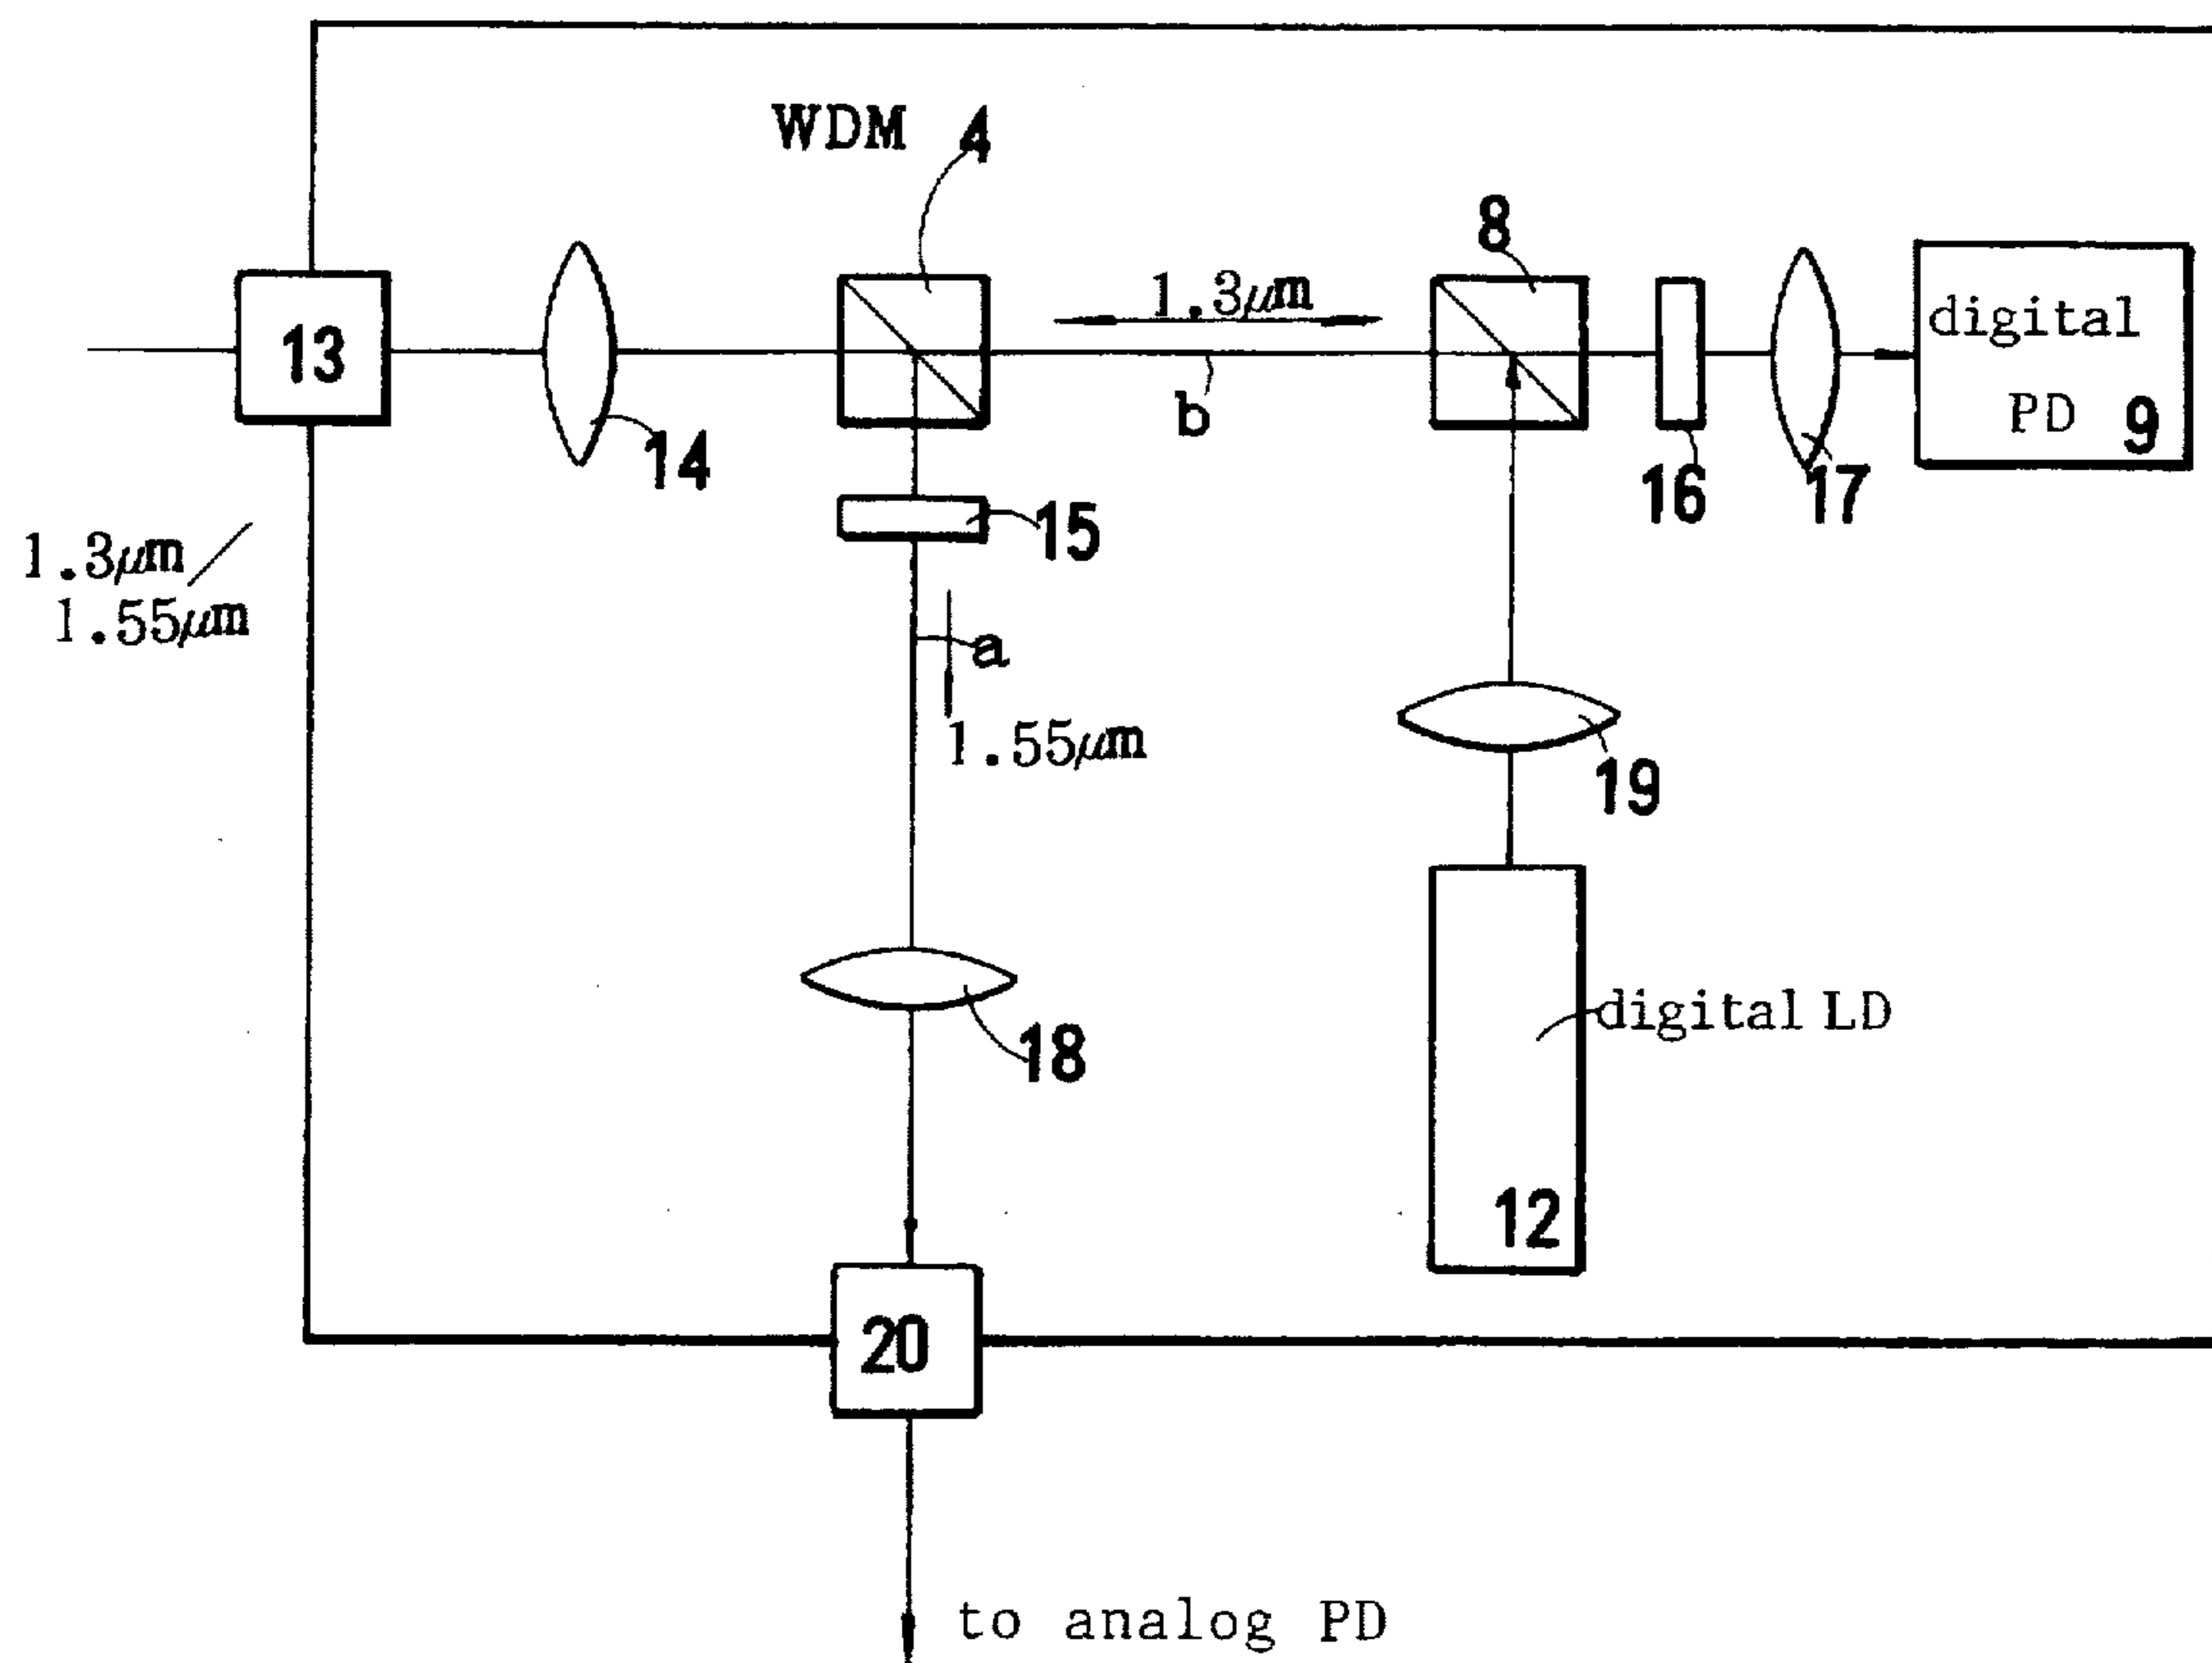 WDM 4
8
1.3μm
13
14
b
16
17
digital
PD 9
15
1.3μm/
1.55μm
a
1.55μm
19
18
digital LD
12
20
to analog PD